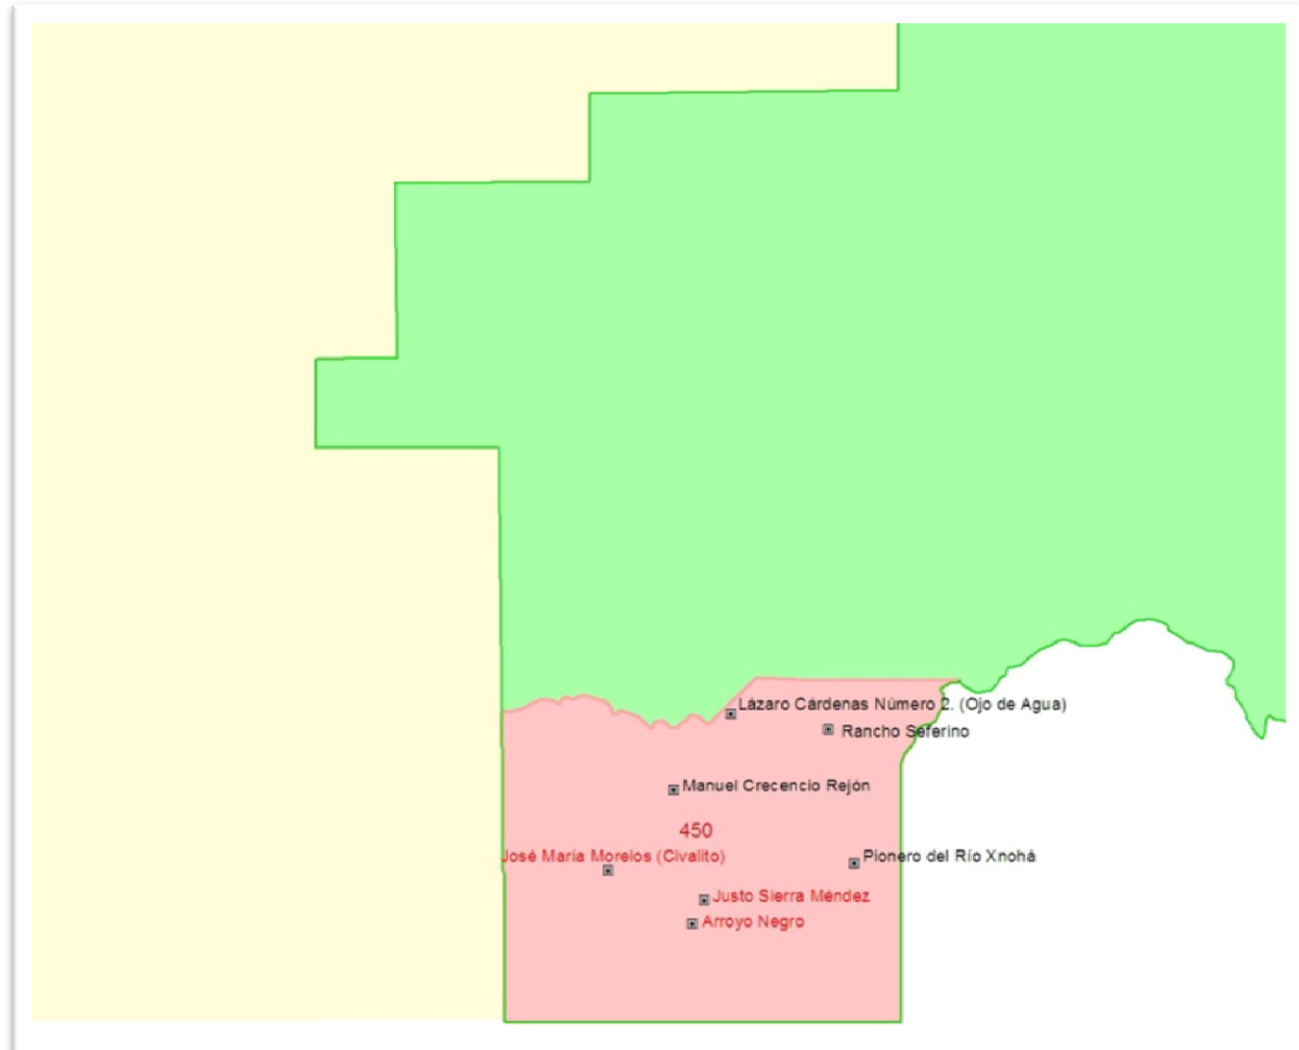 Lázaro Cárdenas Número 2. (Ojo de Agua)
Rancho Seferino
Manuel Crecencio Rejón
450
José María Morelos (Civalito)
Pionero del Río Xnohá
Justo Sierra Méndez
Arroyo Negro